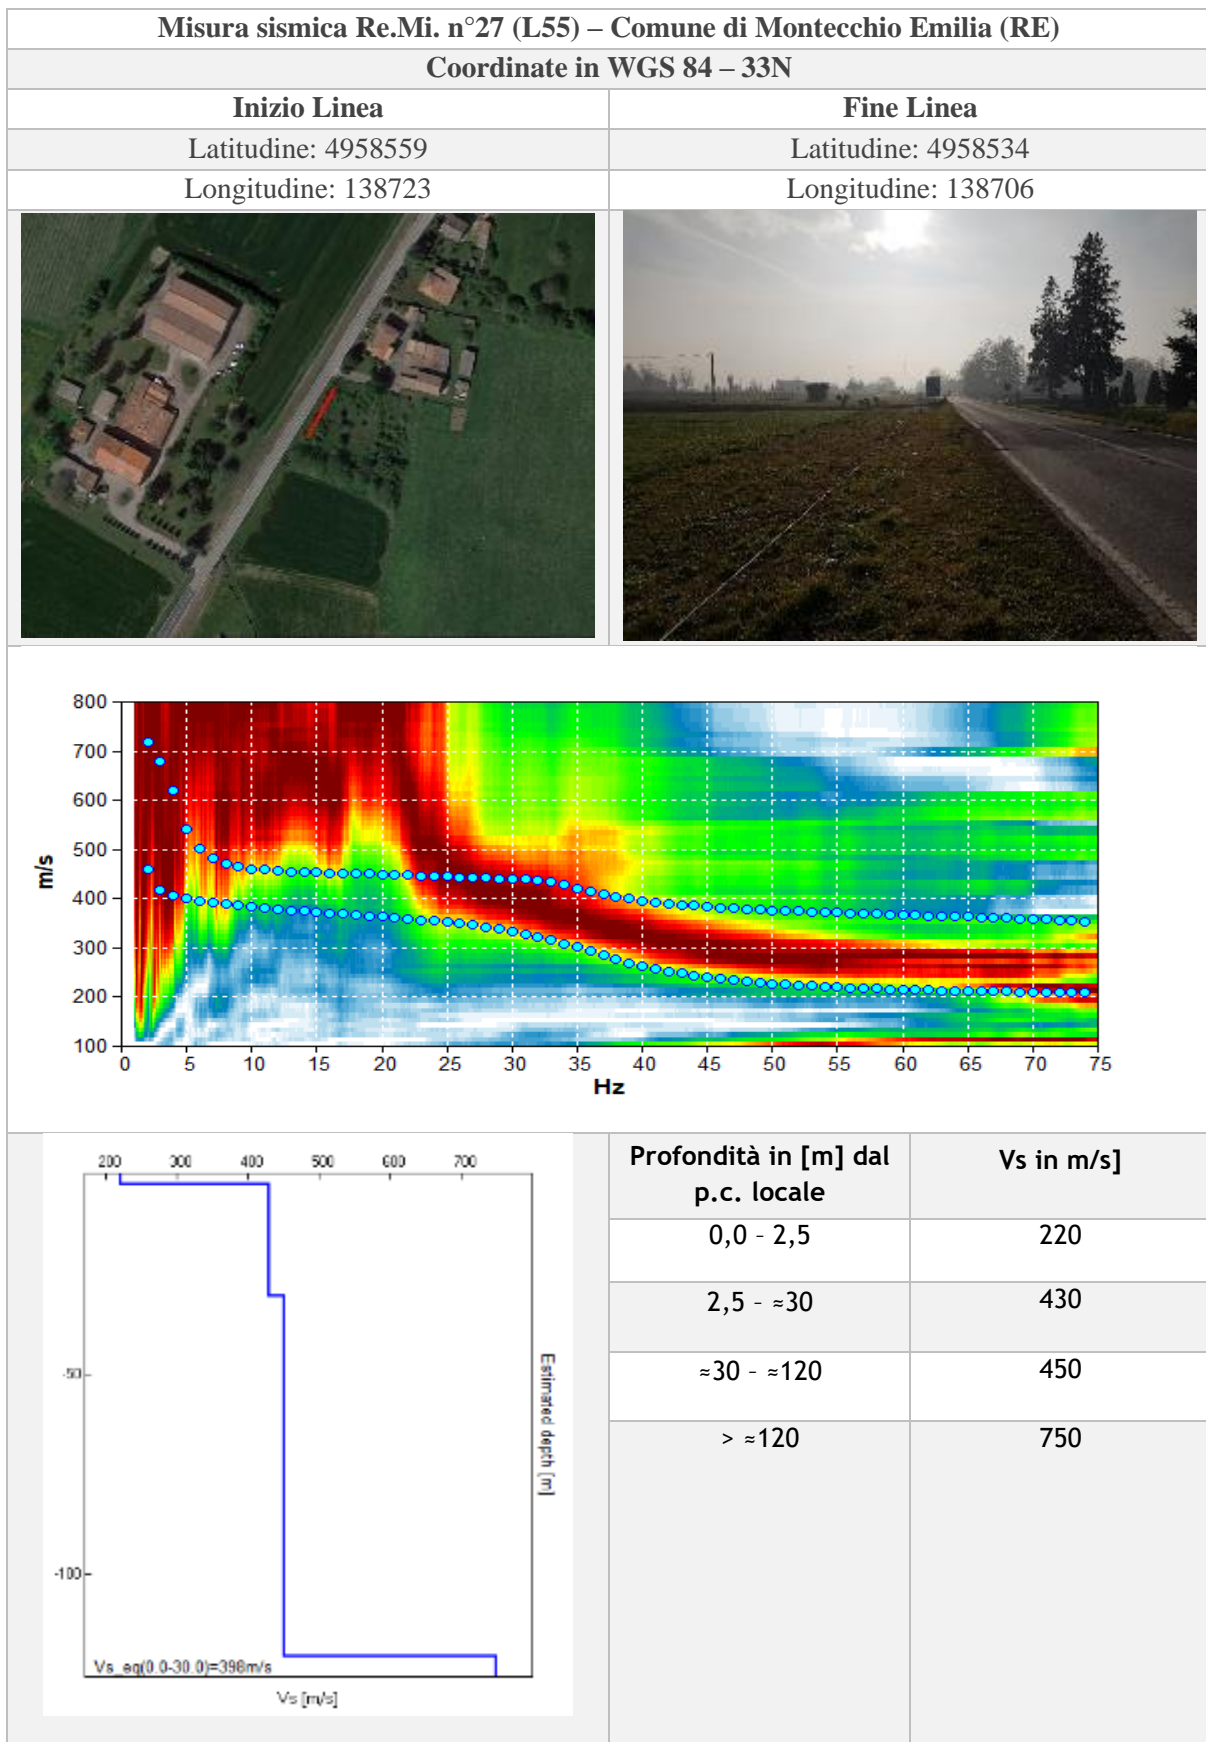 Misura sismica Re.Mi. n°27 (L55) – Comune di Montecchio Emilia (RE)
Coordinate in WGS 84 – 33N
Inizio Linea
Fine Linea
Latitudine: 4958559
Latitudine: 4958534
Longitudine: 138723
Longitudine: 138706
800
700
600
500
400
300
200
100
m/s
0 5 10 15 20 25 30 35 40 45 50 55 60 65 70 75
Hz
200 300 400 500 600 700
-50
-100
Estimated depth [m]
Vs_eq(0.0-30.0)=398m/s
Vs [m/s]
Profondità in [m] dal
p.c. locale
Vs in m/s]
0,0 – 2,5
220
2,5 – ≈30
430
≈30 – ≈120
450
> ≈120
750